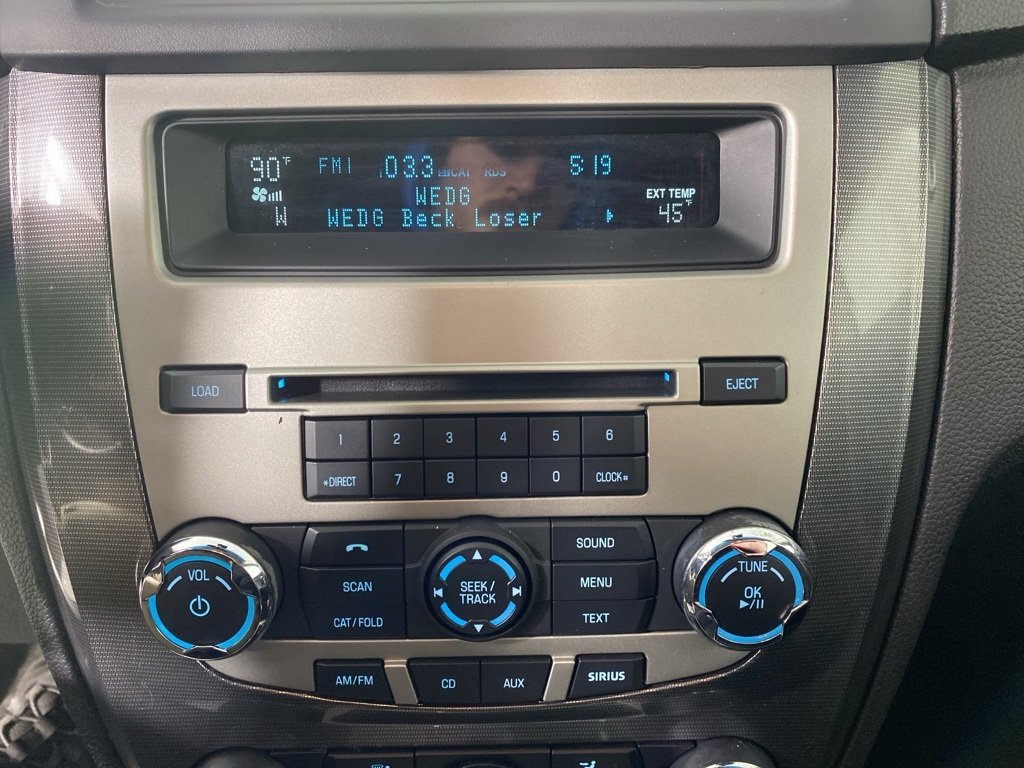 90°F FM1 103.3 CAT RDS 5:19
WEDG EXT TEMP
W WEDG Beck Loser 45°F
LOAD EJECT
1 2 3 4 5 6
*DIRECT 7 8 9 0 CLOCK#
VOL SCAN CAT/FOLD
SEEK/
TRACK
SOUND
MENU
TEXT
TUNE
OK
►/II
AM/FM CD AUX SIRIUS